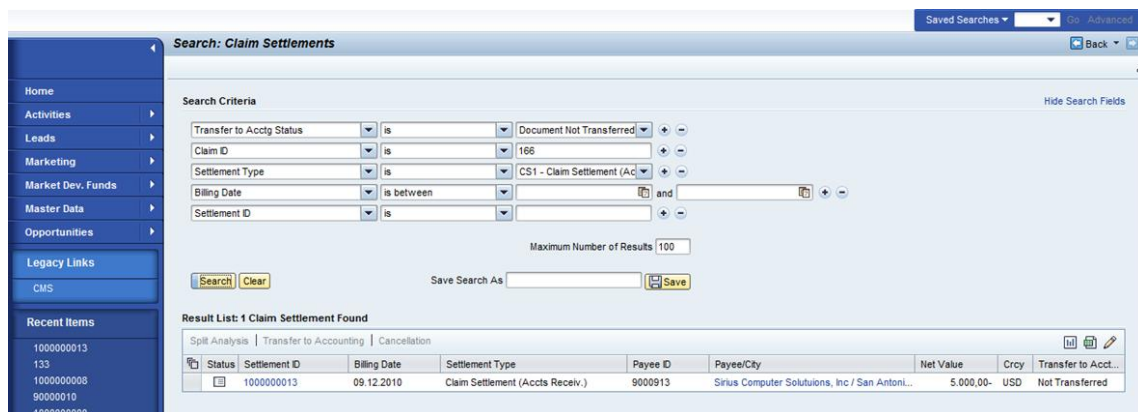 Saved Searches Go Advanced
Search: Claim Settlements Back
Home
Search Criteria Hide Search Fields
Activities
Transfer to Acctg Status is Document Not Transferred
Leads
Claim ID is 166
Marketing
Settlement Type is CS1 - Claim Settlement (Ac
Market Dev. Funds
Billing Date is between and
Master Data
Settlement ID is
Opportunities
Maximum Number of Results 100
Legacy Links
CMS
Search Clear Save Search As Save
Recent Items
Result List: 1 Claim Settlement Found
Split Analysis | Transfer to Accounting | Cancellation
1000000013
133
1000000008
90000010
Status Settlement ID Billing Date Settlement Type Payee ID Payee/City Net Value Crcy Transfer to Acct...
1000000013 09.12.2010 Claim Settlement (Accts Receiv.) 9000913 Sirius Computer Solutuions, Inc / San Antoni... 5.000,00- USD Not Transferred